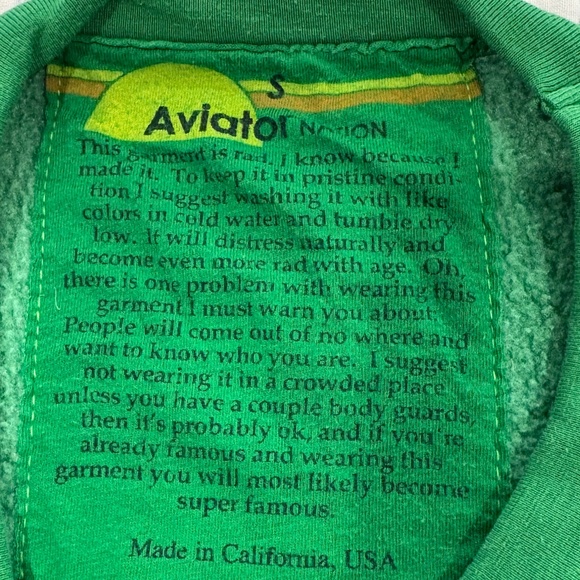 S
Aviator NATION
This garment is rad. I know because I
made it. To keep it in pristine condi-
tion I suggest washing it with like
colors in cold water and tumble dry
low. It will distress naturally and
become even more rad with age. Oh,
there is one problem with wearing this
garment I must warn you about.
People will come out of no where and
want to know who you are. I suggest
not wearing it in a crowded place
unless you have a couple body guards,
then it's probably ok, and if you're
already famous and wearing this
garment you will most likely become
super famous.
Made in California, USA